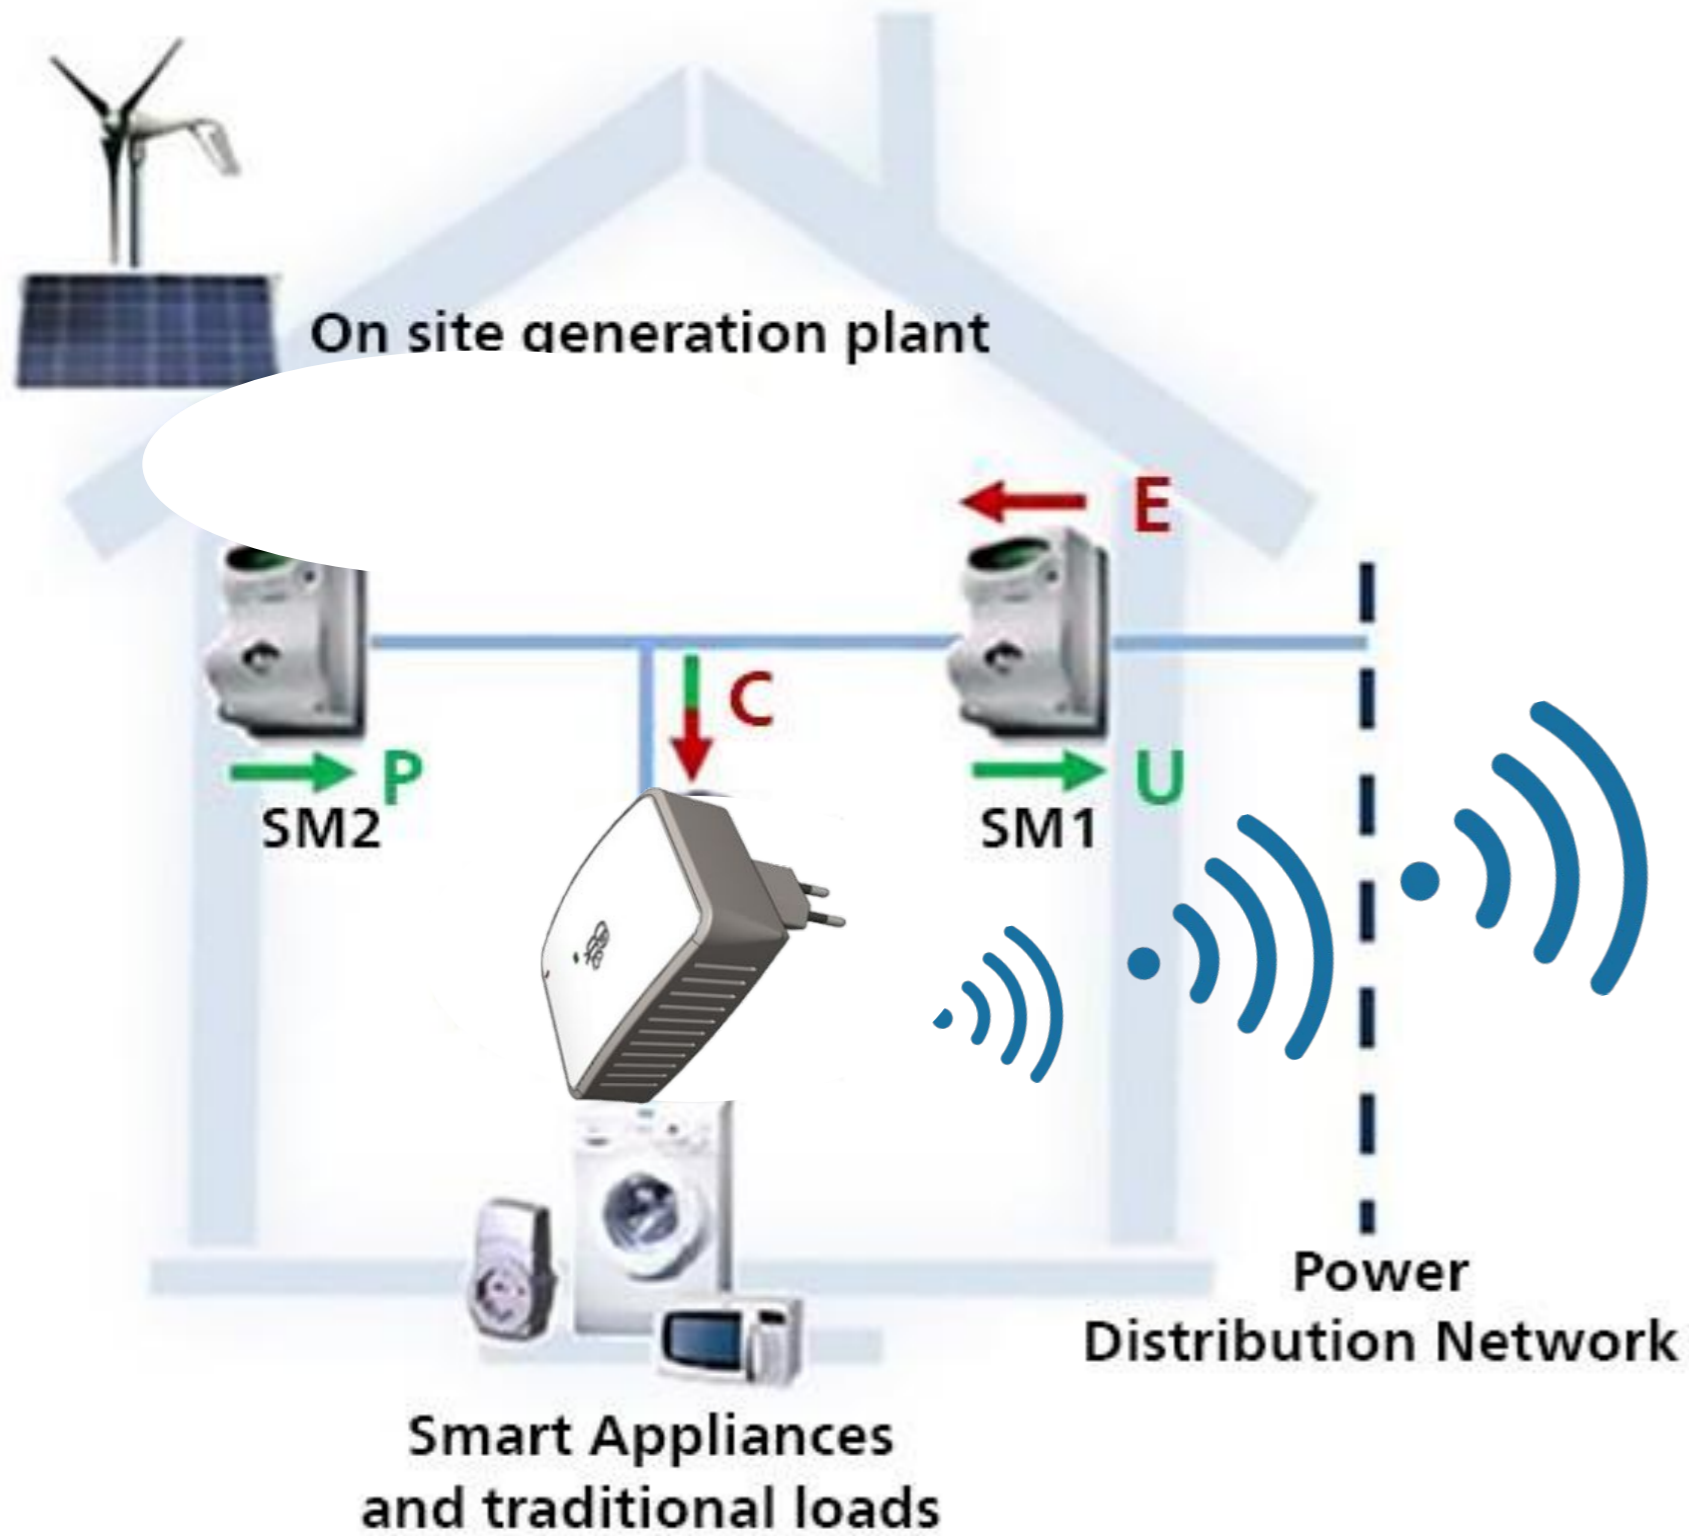 On site generation plant
E
C
P
U
SM2
SM1
Power
Distribution Network
Smart Appliances
and traditional loads